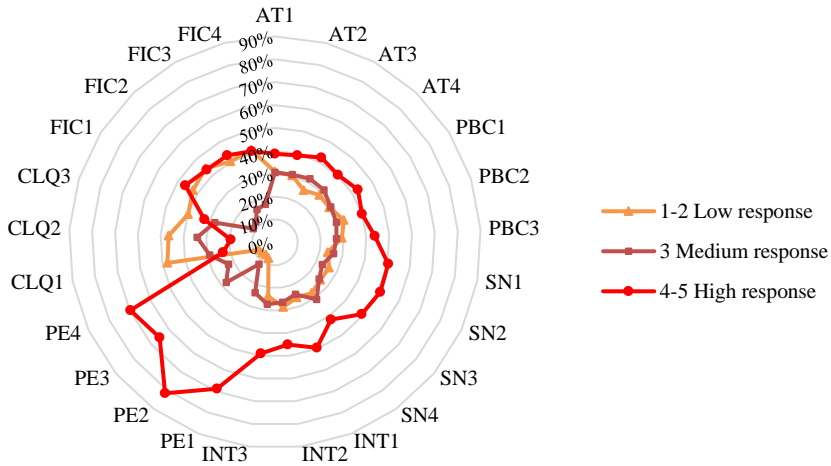 AT1
AT2
AT3
AT4
PBC1
PBC2
PBC3
SN1
SN2
SN3
SN4
INT1
INT2
INT3
PE1
PE2
PE3
PE4
CLQ1
CLQ2
CLQ3
FIC1
FIC2
FIC3
FIC4
90%
80%
70%
60%
50%
40%
30%
20%
10%
0%
1-2 Low response
3 Medium response
4-5 High response